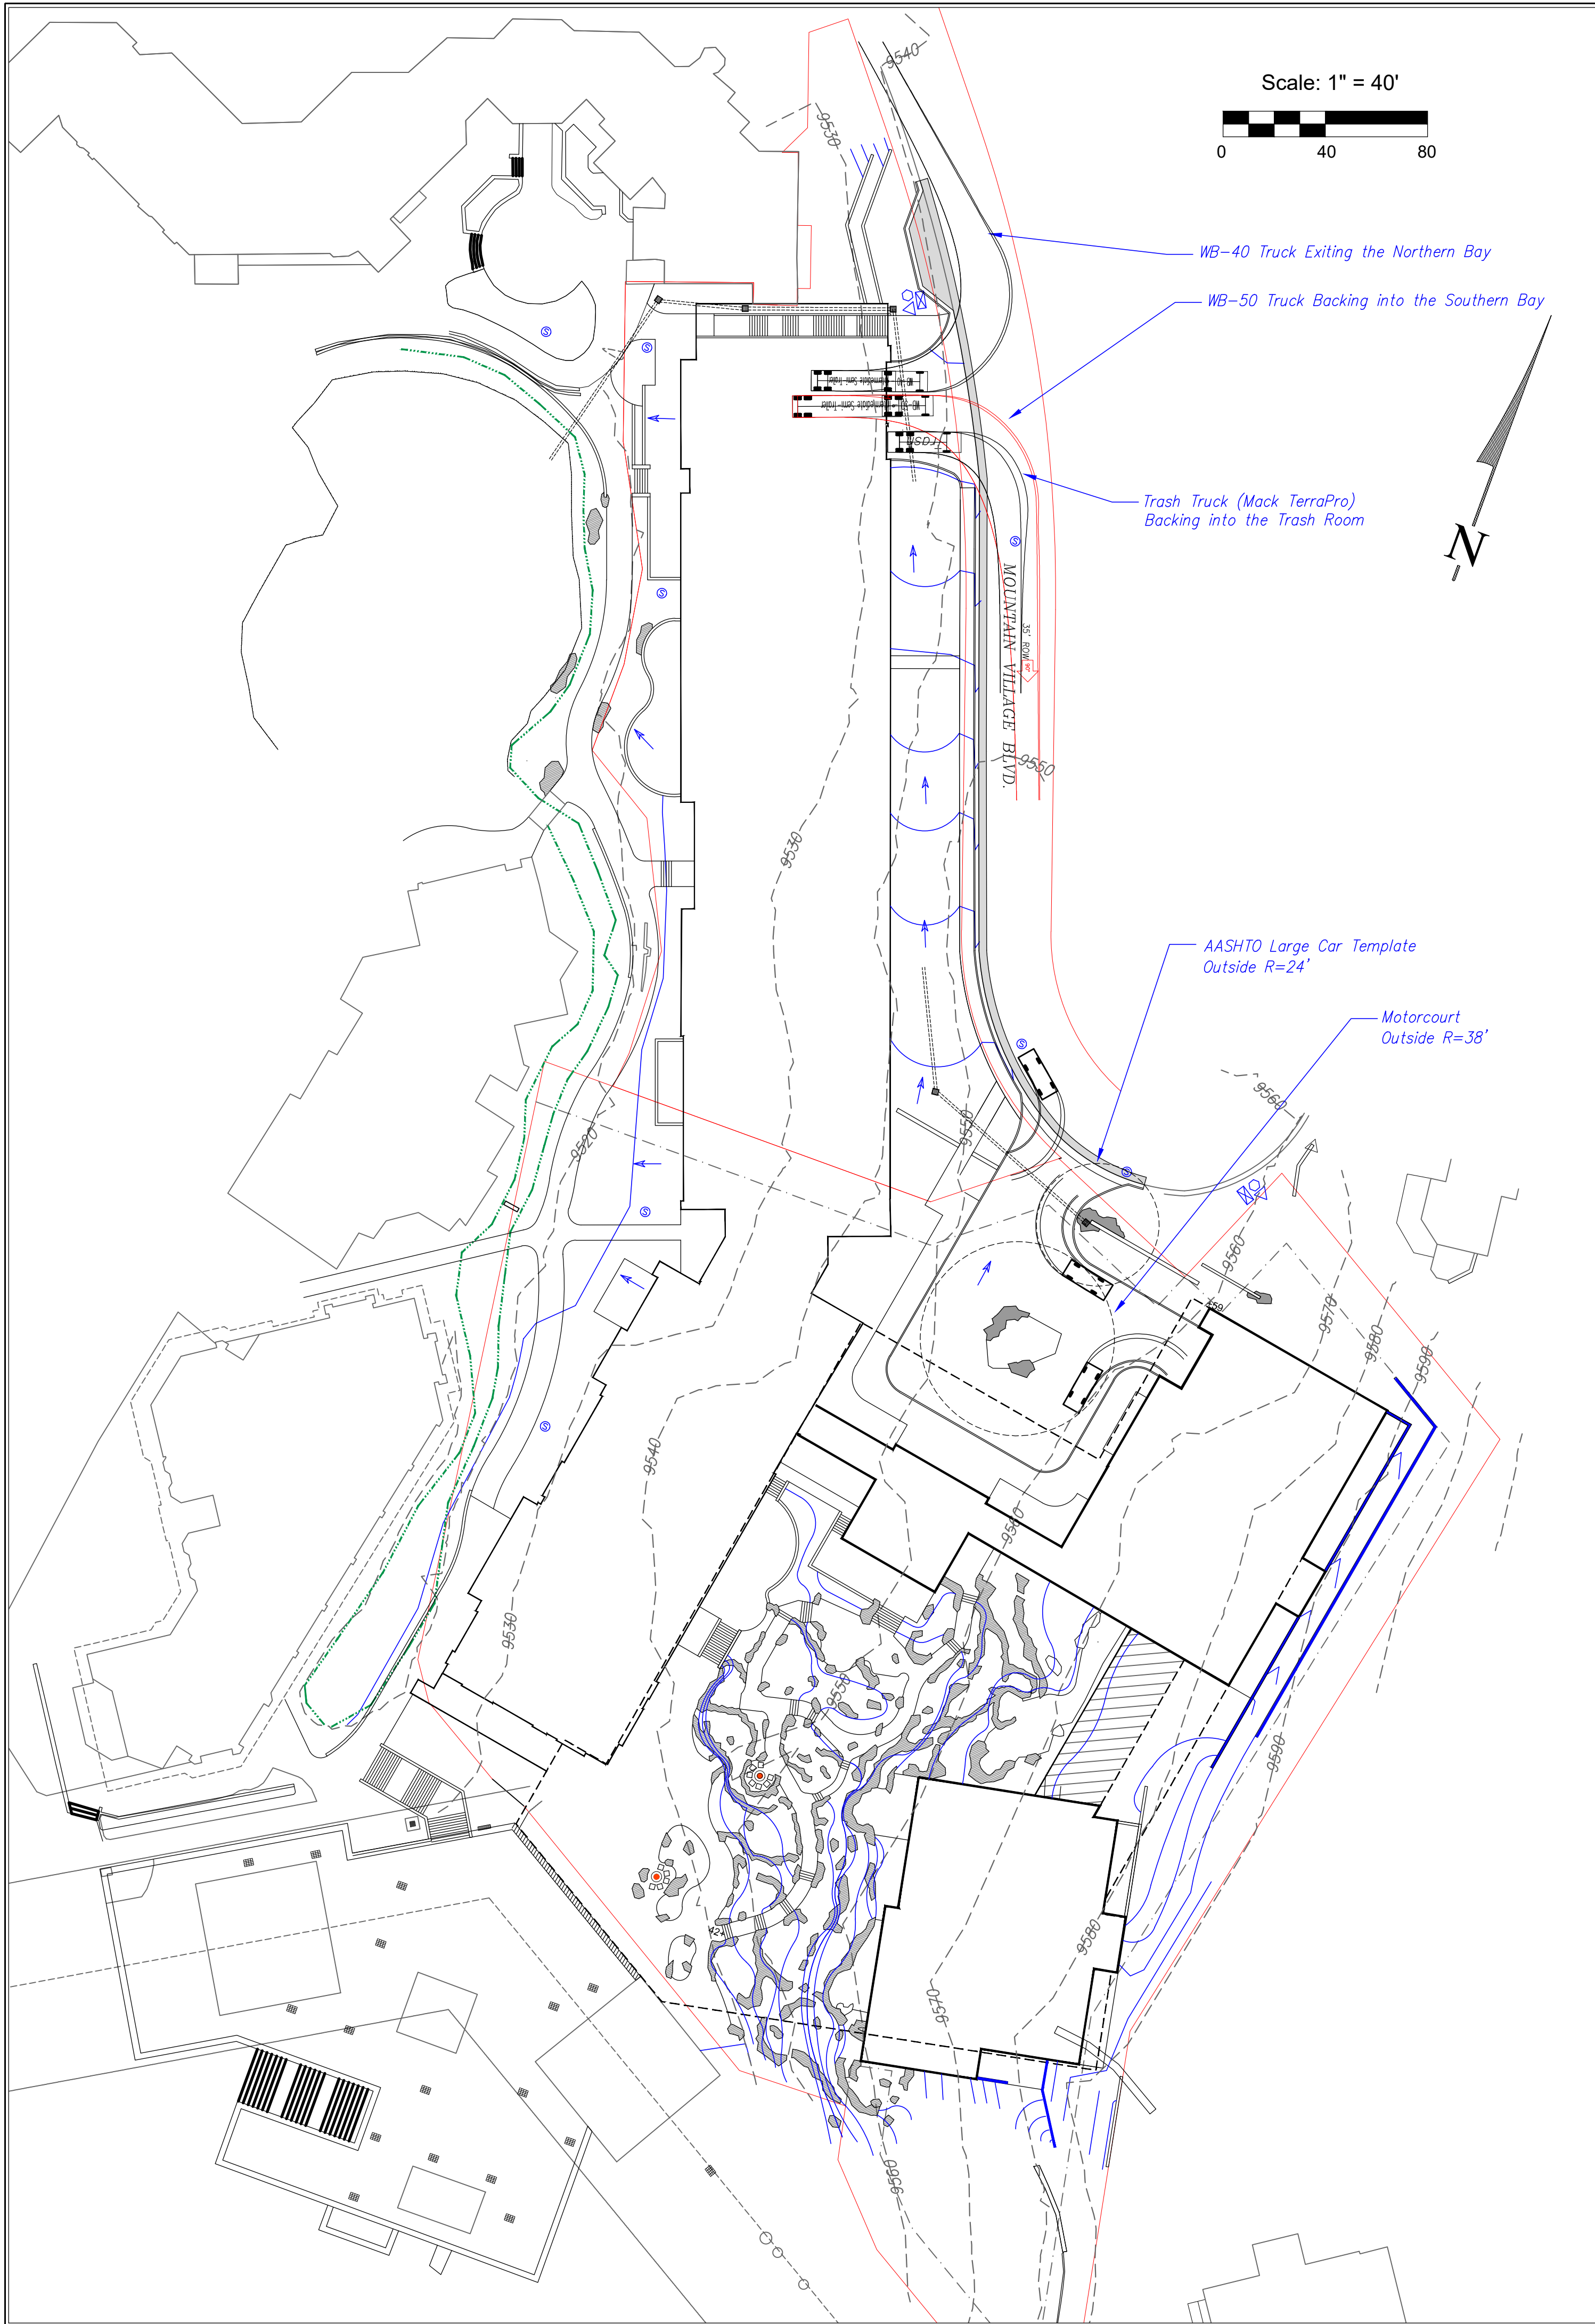 Scale: 1" = 40'
0 40 80
9540
9530
WB-40 Truck Exiting the Northern Bay
WB-50 Truck Backing into the Southern Bay
Trash Truck (Mack TerraPro)
Backing into the Trash Room
N
Trash
MOUNTAIN VILLAGE BLVD.
35' ROW
9550
9530
AASHTO Large Car Template
Outside R=24'
Motorcourt
Outside R=38'
9560
9550
9520
9560
9570
9580
9590
9540
9560
9530
9550
9590
9580
9570
9560
S
S
S
S
S
S
S
S
S